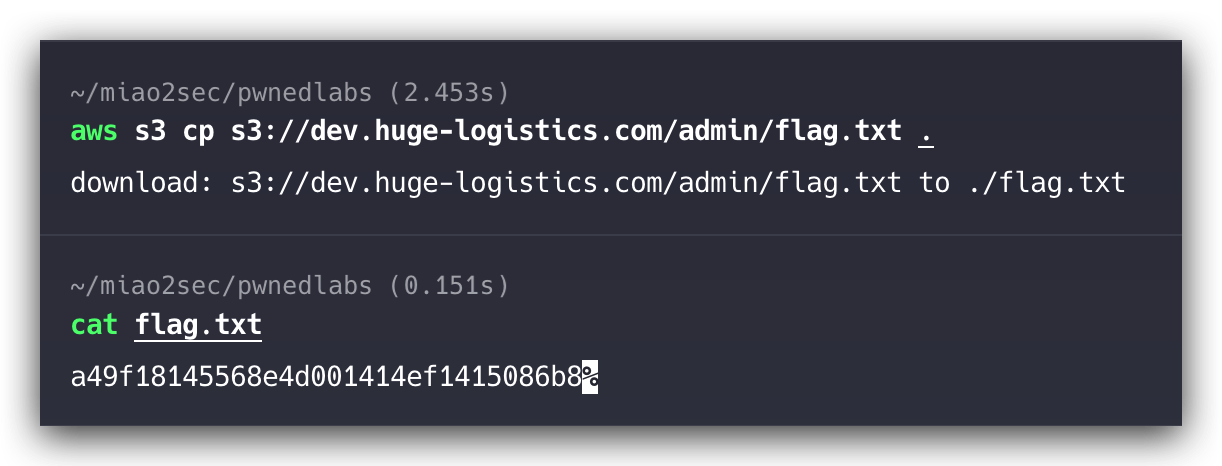 ~/miao2sec/pwnedlabs (2.453s)
aws s3 cp s3://dev.huge-logistics.com/admin/flag.txt .
download: s3://dev.huge-logistics.com/admin/flag.txt to ./flag.txt
~/miao2sec/pwnedlabs (0.151s)
cat flag.txt
a49f18145568e4d001414ef1415086b8%